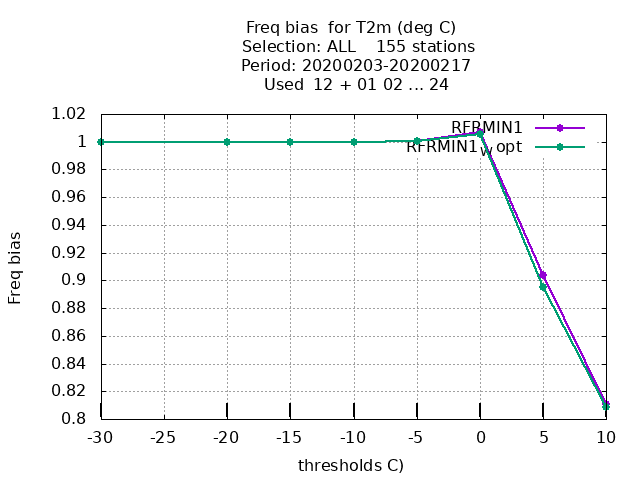 Freq bias  for T2m (deg C)
Selection: ALL    155 stations
Period: 20200203-20200217
Used  12 + 01 02 ... 24
1.02
1
0.98
0.96
0.94
0.92
0.9
0.88
0.86
0.84
0.82
0.8
Freq bias
RFRMIN1
RFRMIN1W opt
-30
-25
-20
-15
-10
-5
0
5
10
thresholds C)